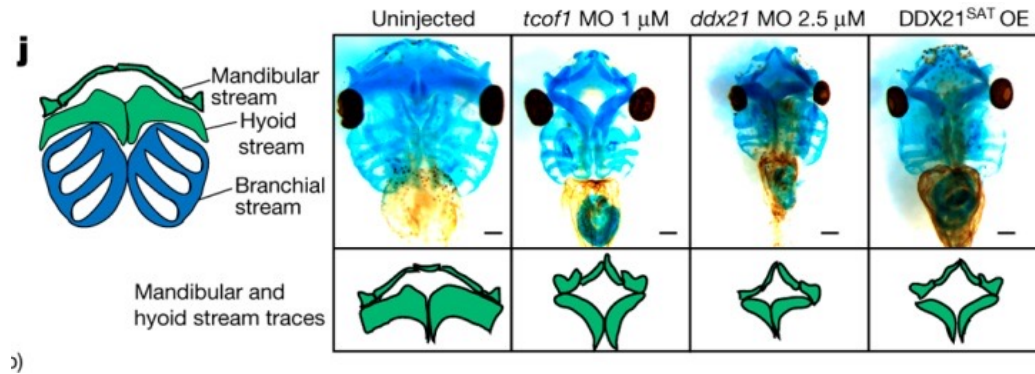 j
Mandibular
stream
Hyoid
stream
Branchial
stream
Uninjected
tcof1 MO 1 μM
ddx21 MO 2.5 μM
DDX21SAT OE
Mandibular and
hyoid stream traces